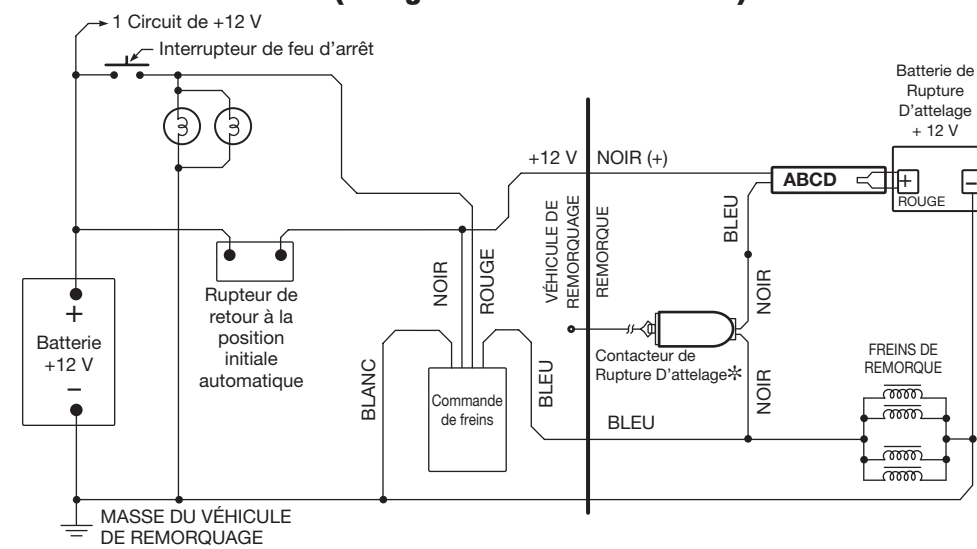 1 Circuit de +12 V
Interrupteur de feu d'arrêt
Batterie de
Rupture
D'attelage
+ 12 V
+12 V
NOIR (+)
ABCD
+
−
ROUGE
VÉHICULE DE
REMORQUAGE
REMORQUE
BLEU
NOIR
NOIR
ROUGE
Rupteur de
retour à la
position
initiale
automatique
+
Batterie
+12 V
−
Contacteur de
Rupture D'attelage*
FREINS DE
REMORQUE
BLANC
Commande
de freins
BLEU
NOIR
BLEU
MASSE DU VÉHICULE
DE REMORQUAGE